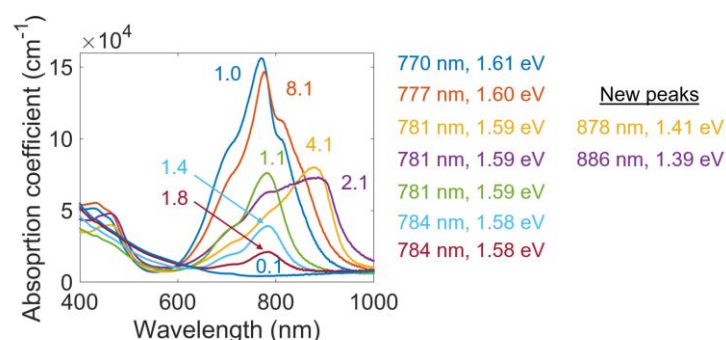 ×10⁴
Absoprtion coefficient (cm⁻¹)
15
10
5
0
400
600
800
1000
Wavelength (nm)
1.0
8.1
4.1
1.4
1.1
2.1
1.8
0.1
770 nm, 1.61 eV
777 nm, 1.60 eV
781 nm, 1.59 eV
781 nm, 1.59 eV
781 nm, 1.59 eV
784 nm, 1.58 eV
784 nm, 1.58 eV
New peaks
878 nm, 1.41 eV
886 nm, 1.39 eV